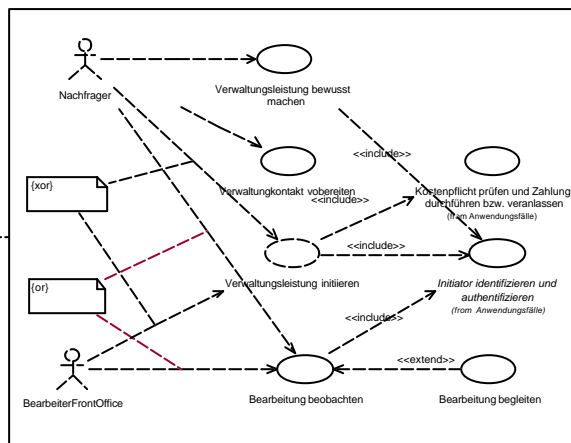 Nachfrager
Verwaltungsleistung bewusst
machen
<<include>>
{xor}
Verwaltungkontakt vobereiten
<<include>>
Kostenpflicht prüfen und Zahlung
durchführen bzw. veranlassen
(from Anwendungsfälle)
<<include>>
{or}
Verwaltungsleistung initiieren
Initiator identifizieren und
authentifizieren
(from Anwendungsfälle)
<<include>>
<<extend>>
BearbeiterFrontOffice
Bearbeitung beobachten
Bearbeitung begleiten